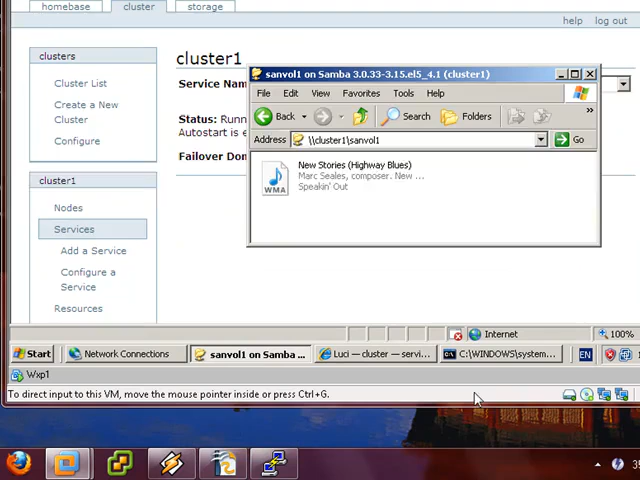 homebase cluster storage
help log out
clusters
Cluster List
Create a New
Cluster
Configure
cluster1
Nodes
Services
Add a Service
Configure a
Service
Resources
cluster1
Service Nam
Status: Runn
Autostart is e
Failover Don
sanvol1 on Samba 3.0.33-3.15.el5_4.1 (cluster1)
File Edit View Favorites Tools Help
Back Search Folders »
Address \\cluster1\sanvol1 Go
WMA
New Stories (Highway Blues)
Marc Seales, composer. New ...
Speakin' Out
Internet 100%
Start Network Connections sanvol1 on Samba ... Luci — cluster — servi... C:\WINDOWS\system... EN
Wxp1
To direct input to this VM, move the mouse pointer inside or press Ctrl+G.